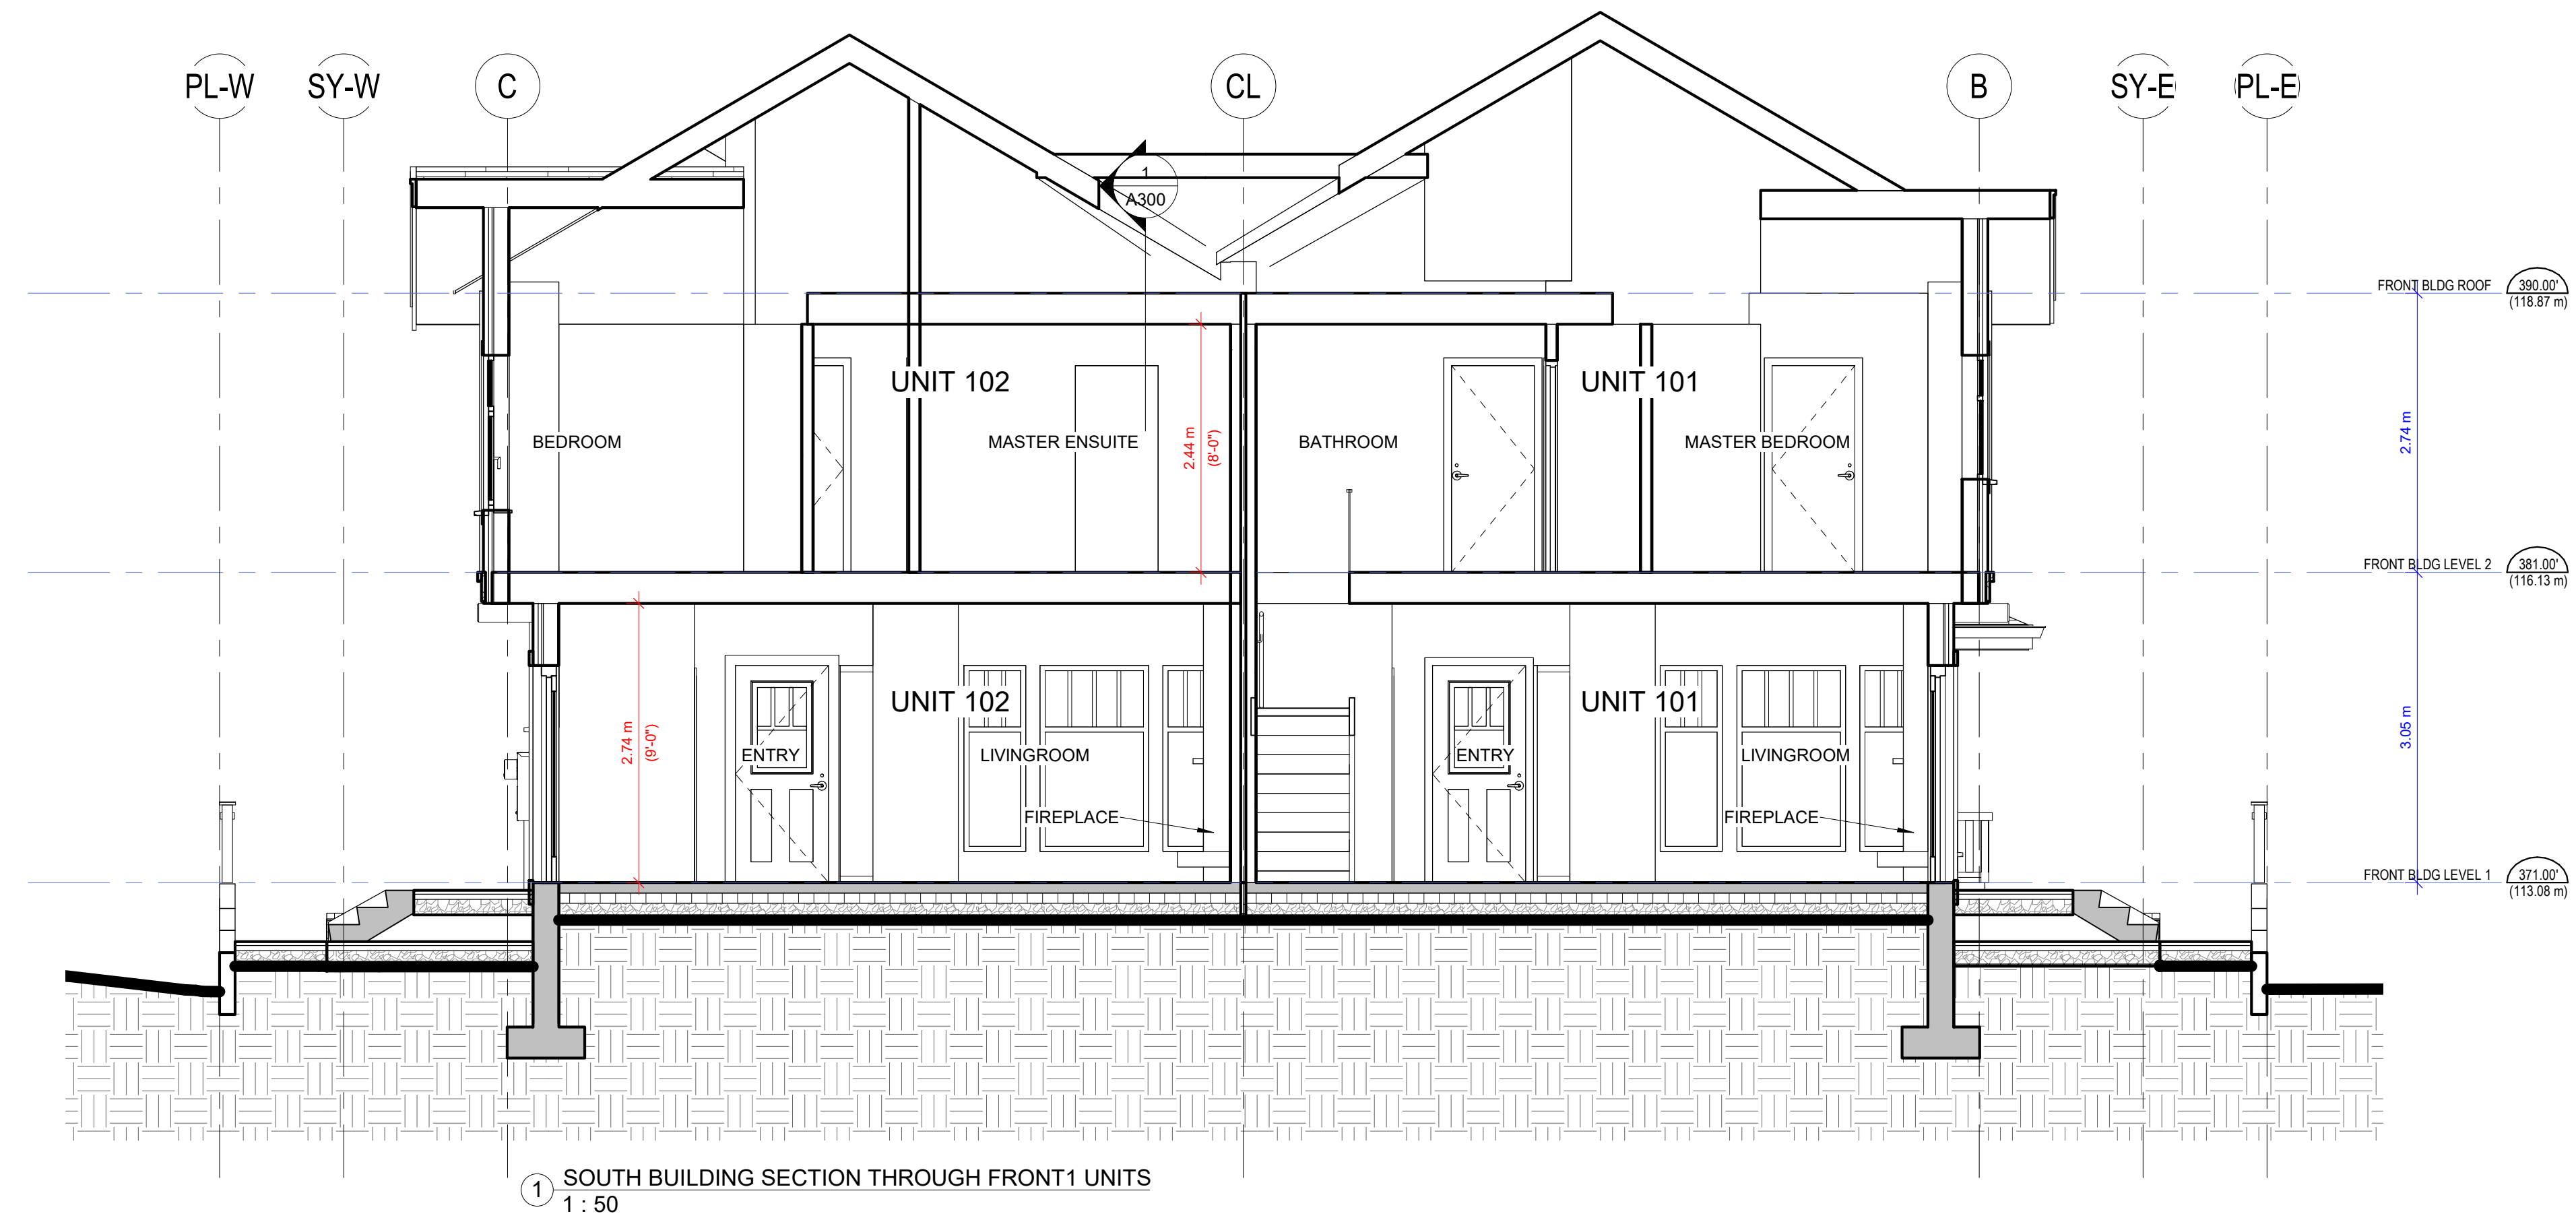 PL-W
SY-W
C
CL
B
SY-E
PL-E
1
A300
FRONT BLDG ROOF
390.00'
(118.87 m)
UNIT 102
UNIT 101
2.44 m
(8'-0")
BEDROOM
MASTER ENSUITE
BATHROOM
MASTER BEDROOM
2.74 m
FRONT BLDG LEVEL 2
381.00'
(116.13 m)
UNIT 102
UNIT 101
2.74 m
(9'-0")
3.05 m
ENTRY
LIVINGROOM
ENTRY
LIVINGROOM
FIREPLACE
FIREPLACE
FRONT BLDG LEVEL 1
371.00'
(113.08 m)
1
SOUTH BUILDING SECTION THROUGH FRONT1 UNITS
1 : 50